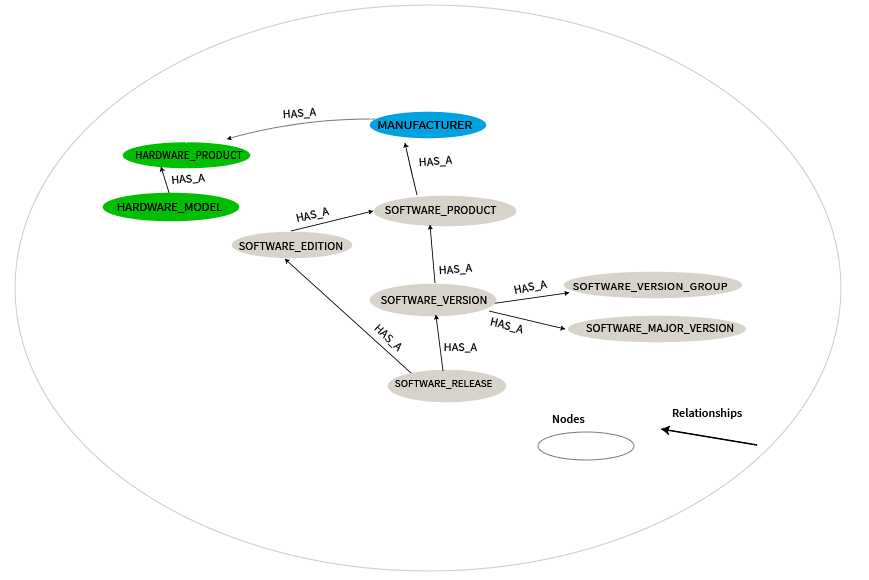 HAS_A
MANUFACTURER
HARDWARE_PRODUCT
HAS_A
HAS_A
HARDWARE_MODEL
SOFTWARE_PRODUCT
HAS_A
SOFTWARE_EDITION
HAS_A
SOFTWARE_VERSION
HAS_A
SOFTWARE_VERSION_GROUP
HAS_A
SOFTWARE_MAJOR_VERSION
HAS_A
HAS_A
SOFTWARE_RELEASE
Nodes
Relationships